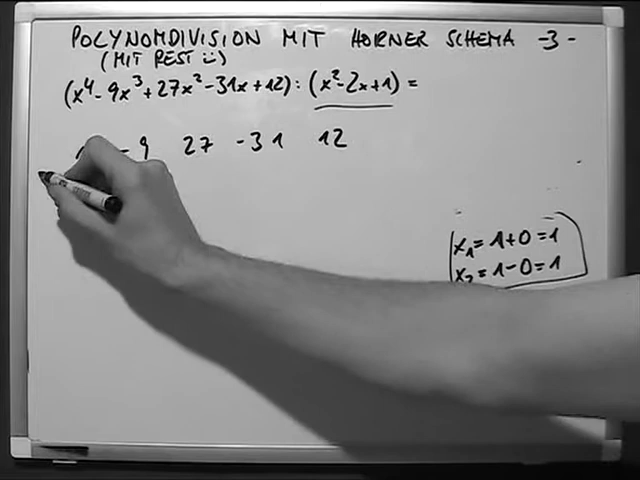 POLYNOMDIVISION MIT HORNER SCHEMA -3-
(MIT REST ü)
(x⁴ - 9x³ + 27x² - 31x + 12) : (x² - 2x + 1) =
- 9 27 -31 12
x₁ = 1 + 0 = 1
x₂ = 1 - 0 = 1